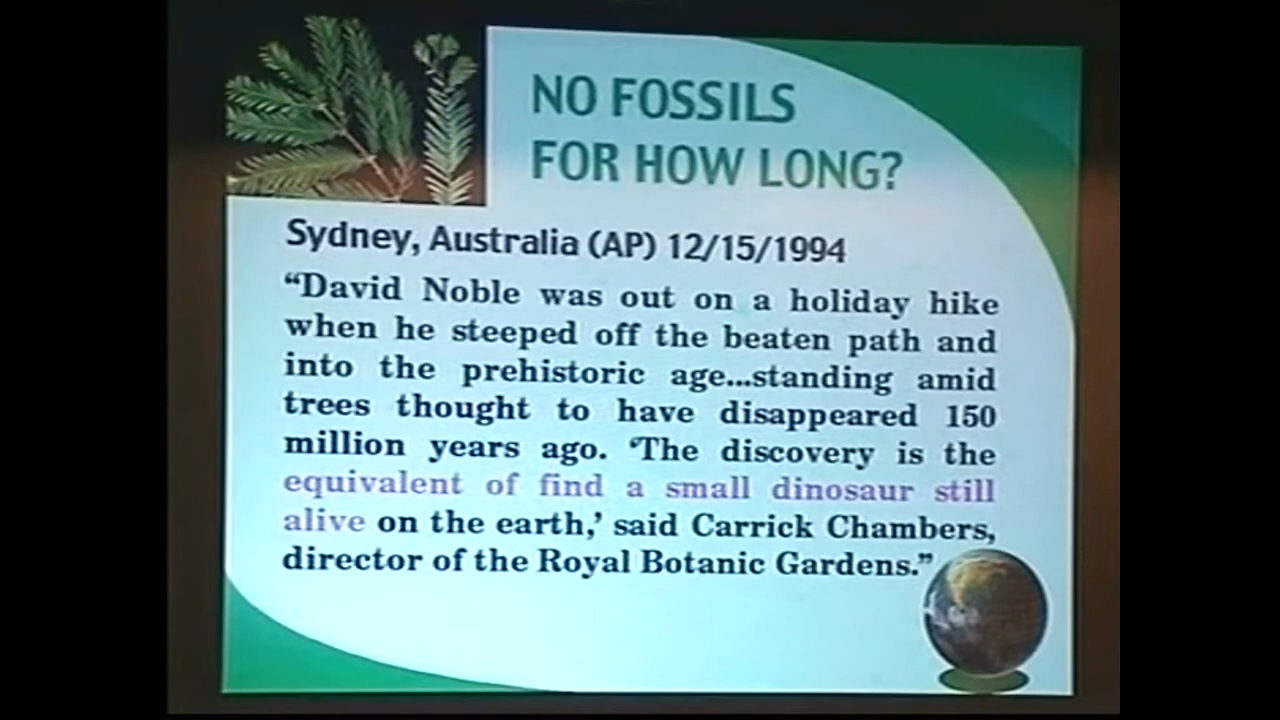 NO FOSSILS
FOR HOW LONG?
Sydney, Australia (AP) 12/15/1994
“David Noble was out on a holiday hike
when he steeped off the beaten path and
into the prehistoric age...standing amid
trees thought to have disappeared 150
million years ago. ‘The discovery is the
equivalent of find a small dinosaur still
alive on the earth,’ said Carrick Chambers,
director of the Royal Botanic Gardens.”